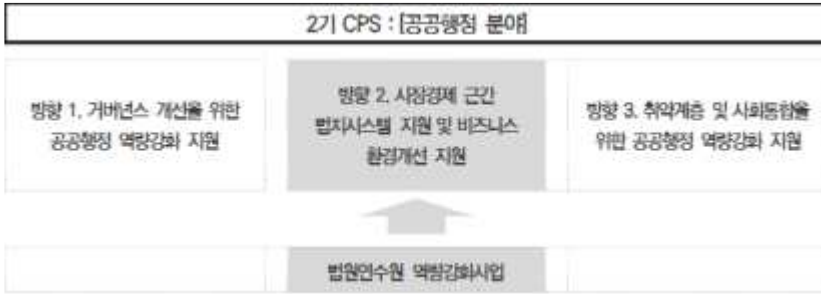 2기 CPS : [공공행정 분야]
방향 1. 거버넌스 개선을 위한
공공행정 역량강화 지원
방향 2. 시장경제 근간
법치시스템 지원 및 비즈니스
환경개선 지원
방향 3. 취약계층 및 사회통합을
위한 공공행정 역량강화 지원
법원연수원 역량강화사업